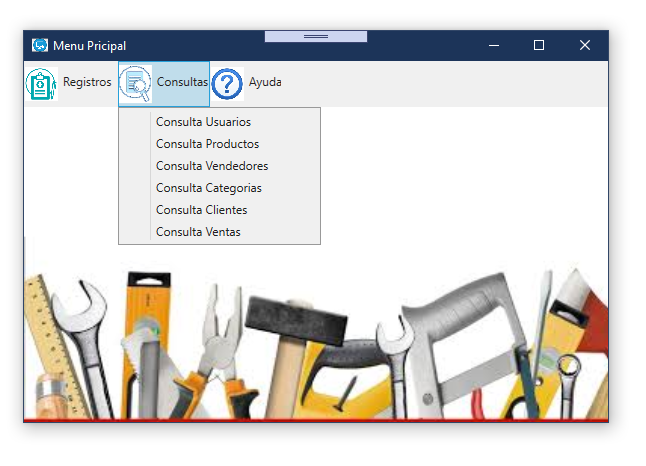 Menu Pricipal
Registros Consultas Ayuda
Consulta Usuarios
Consulta Productos
Consulta Vendedores
Consulta Categorias
Consulta Clientes
Consulta Ventas